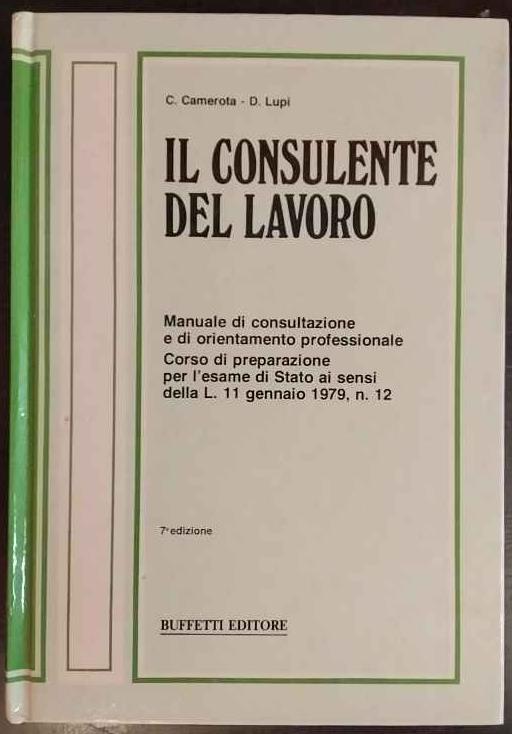 C. Camerota - D. Lupi
IL CONSULENTE
DEL LAVORO
Manuale di consultazione
e di orientamento professionale
Corso di preparazione
per l'esame di Stato ai sensi
della L. 11 gennaio 1979, n. 12
7ª edizione
BUFFETTI EDITORE